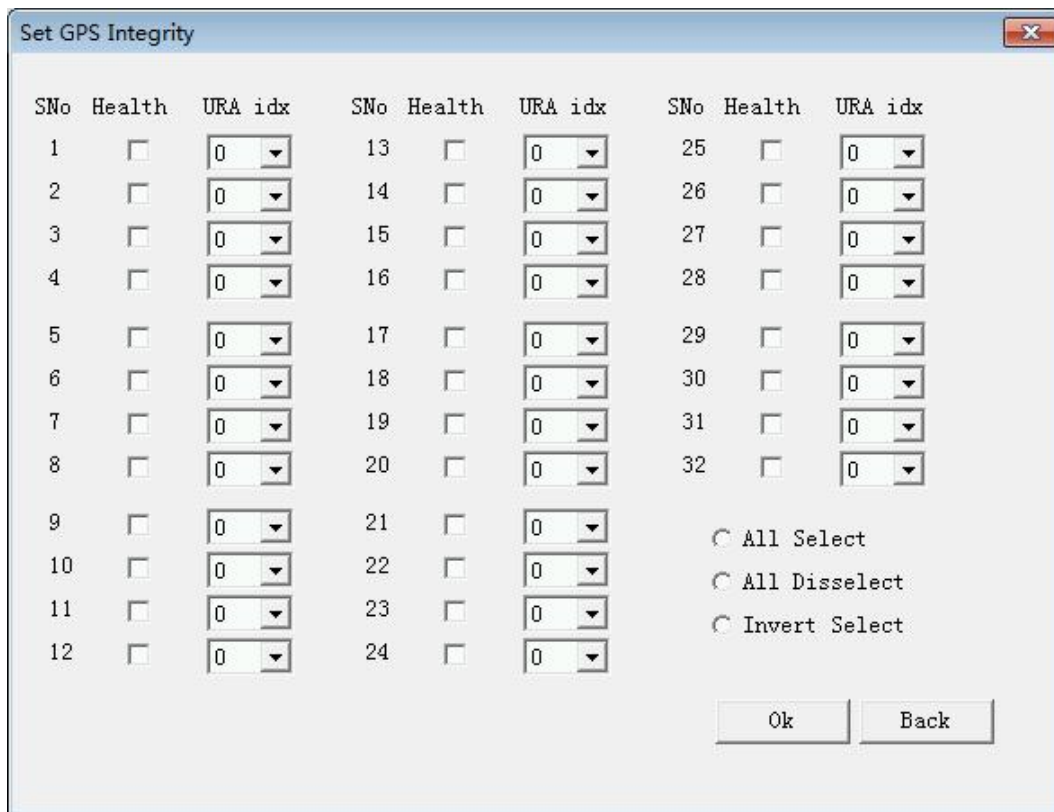 Set GPS Integrity
SNo Health URA idx SNo Health URA idx SNo Health URA idx
1 0 13 0 25 0
2 0 14 0 26 0
3 0 15 0 27 0
4 0 16 0 28 0
5 0 17 0 29 0
6 0 18 0 30 0
7 0 19 0 31 0
8 0 20 0 32 0
9 0 21 0
10 0 22 0
11 0 23 0
12 0 24 0
All Select
All Disselect
Invert Select
Ok Back